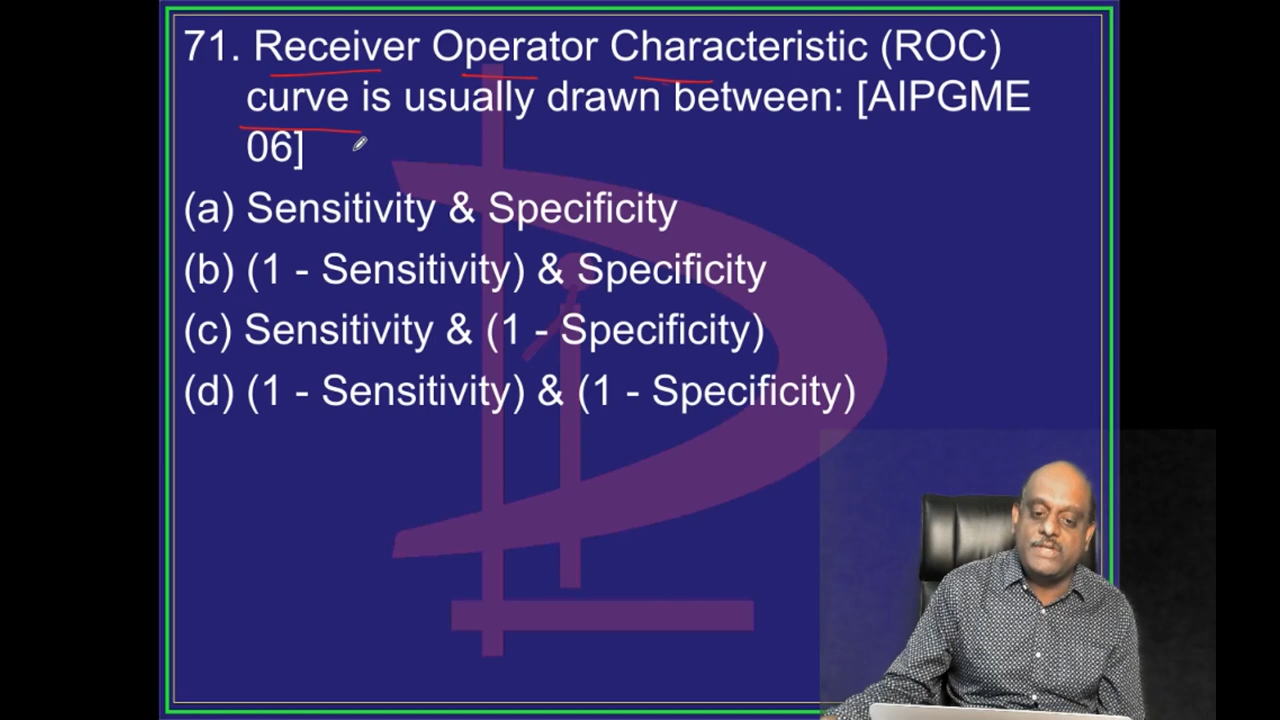 71. Receiver Operator Characteristic (ROC)
curve is usually drawn between: [AIPGME
06]
(a) Sensitivity & Specificity
(b) (1 - Sensitivity) & Specificity
(c) Sensitivity & (1 - Specificity)
(d) (1 - Sensitivity) & (1 - Specificity)